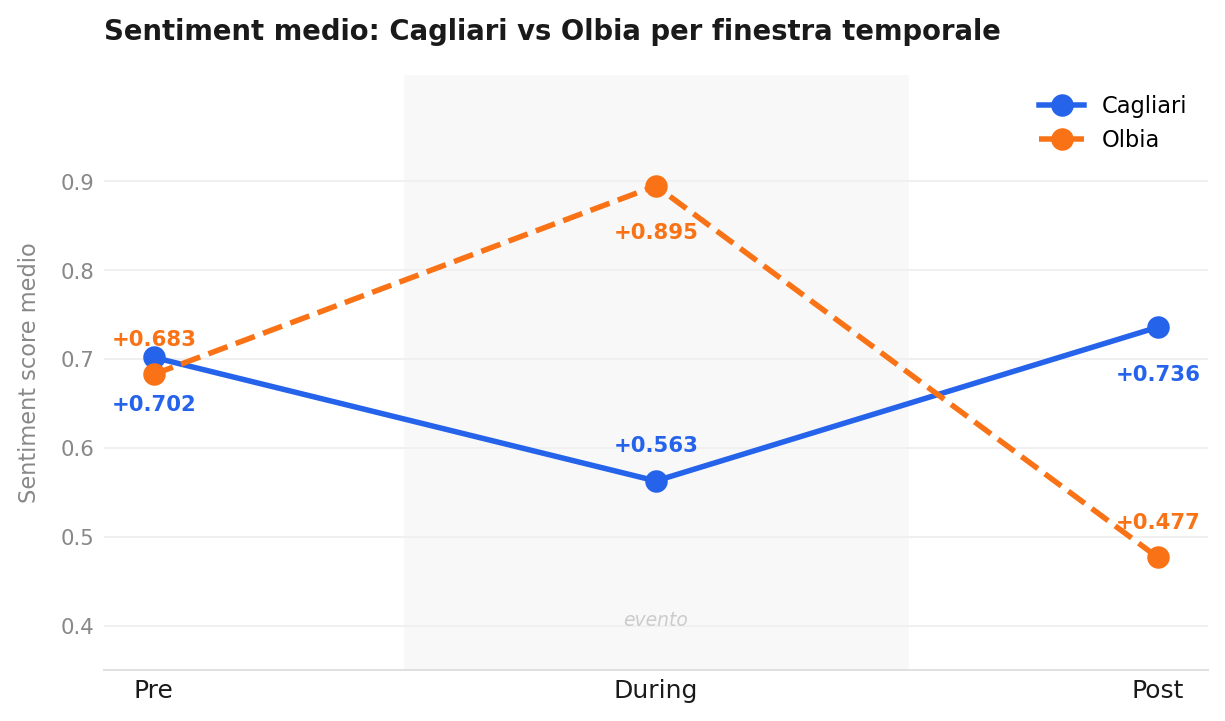 Sentiment medio: Cagliari vs Olbia per finestra temporale
Cagliari
Olbia
Sentiment score medio
0.9
0.8
0.7
0.6
0.5
0.4
+0.683
+0.702
+0.895
+0.563
+0.736
+0.477
evento
Pre
During
Post